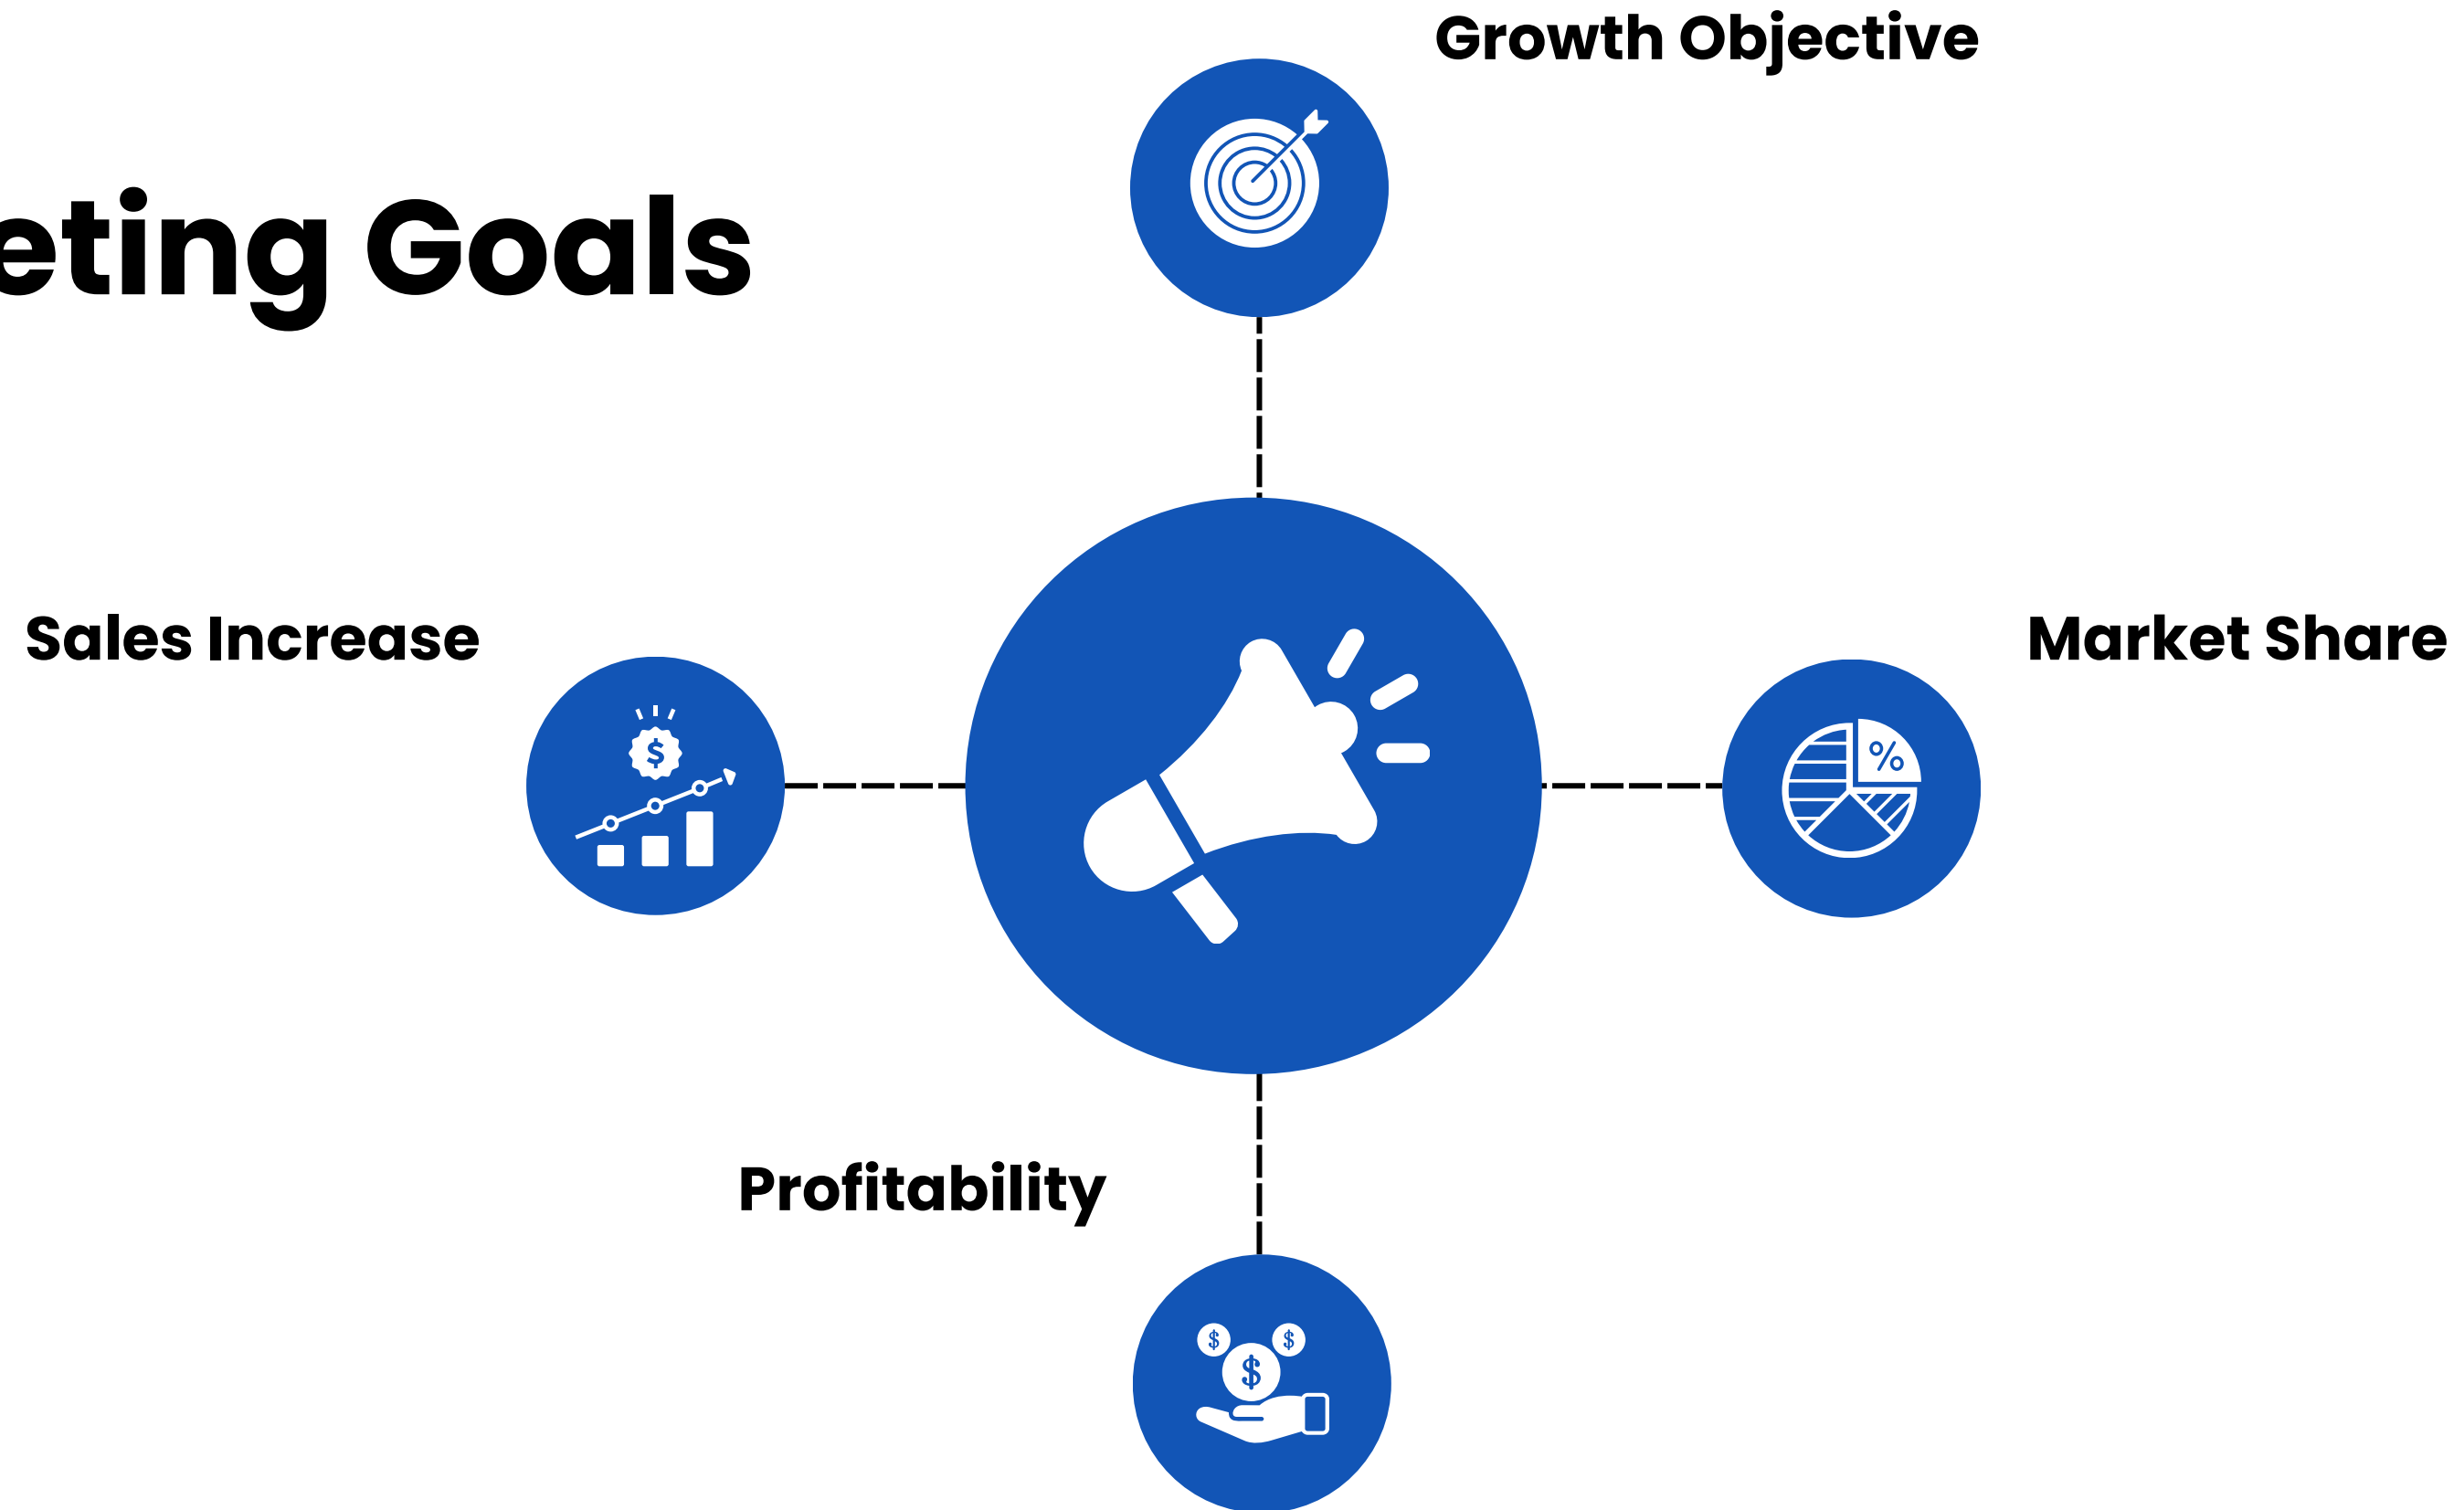 Growth Objective
eting Goals
Sales Increase
Market Share
Profitability